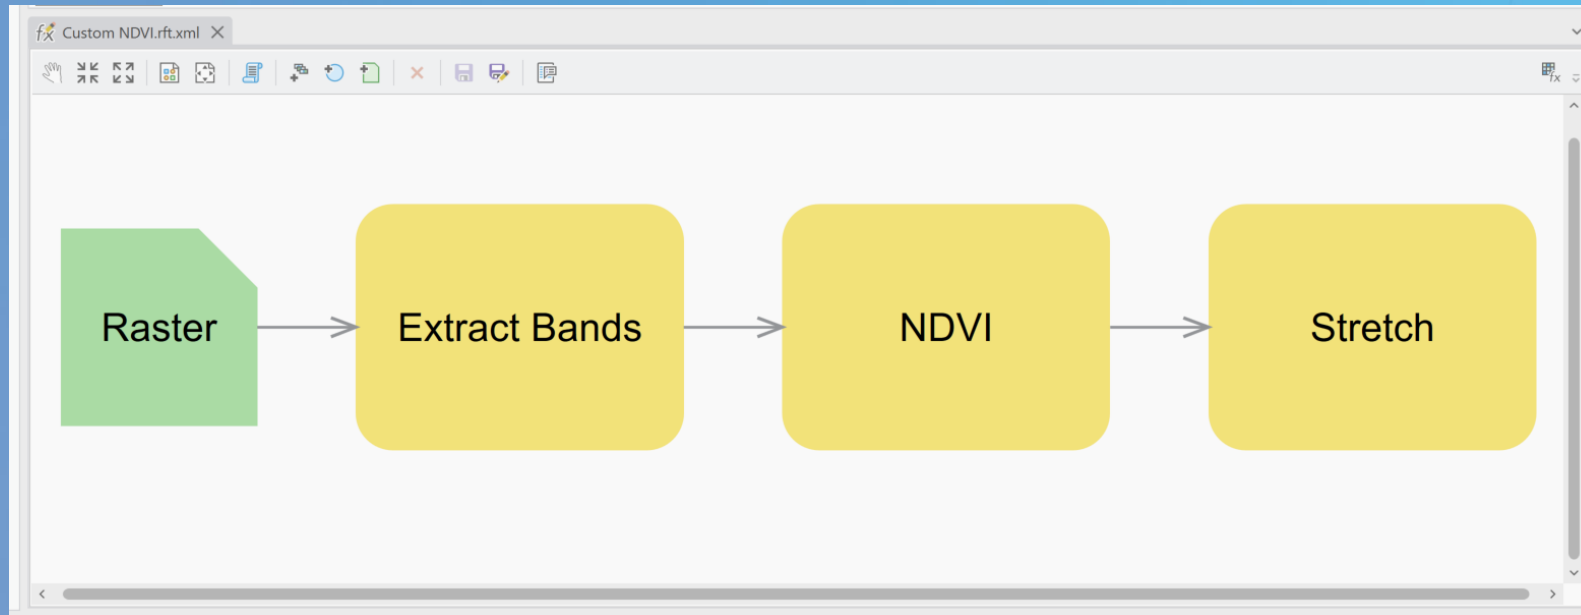 Custom NDVI.rft.xml
Raster
Extract Bands
NDVI
Stretch